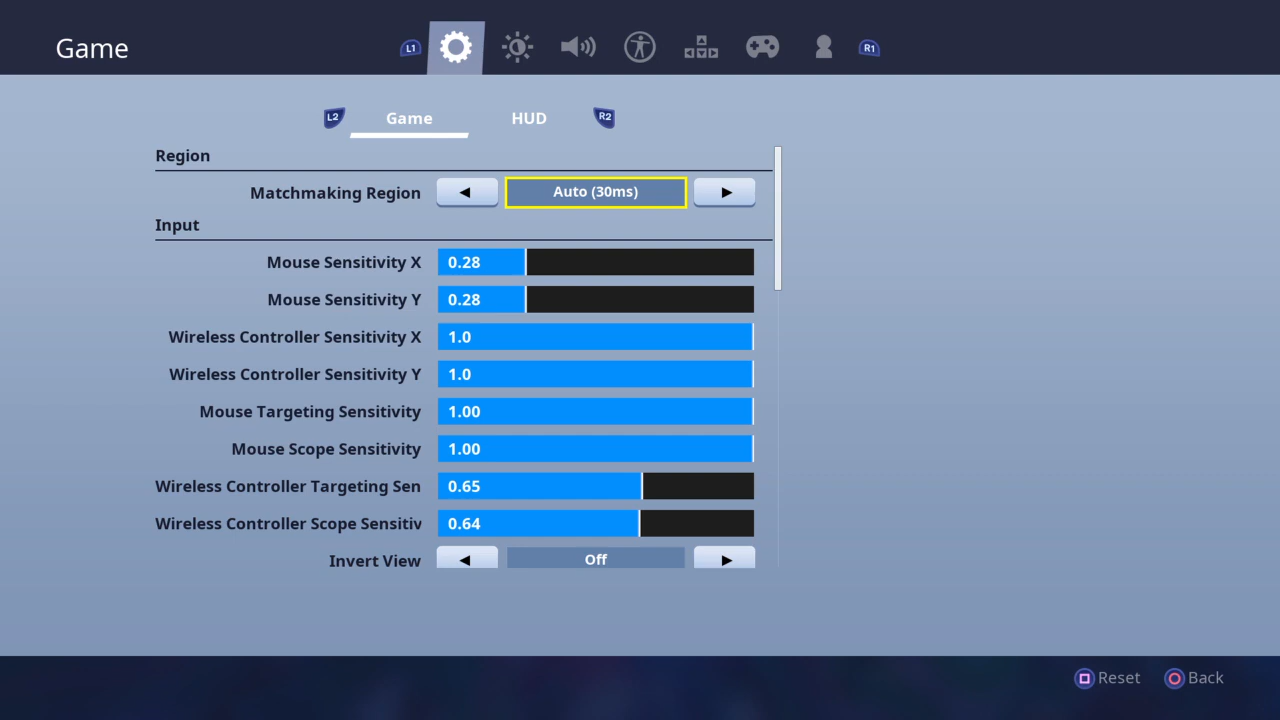 Game
L1
R1
L2
Game
HUD
R2
Region
Matchmaking Region
Auto (30ms)
Input
Mouse Sensitivity X
0.28
Mouse Sensitivity Y
0.28
Wireless Controller Sensitivity X
1.0
Wireless Controller Sensitivity Y
1.0
Mouse Targeting Sensitivity
1.00
Mouse Scope Sensitivity
1.00
Wireless Controller Targeting Sen
0.65
Wireless Controller Scope Sensitiv
0.64
Invert View
Off
Reset
Back